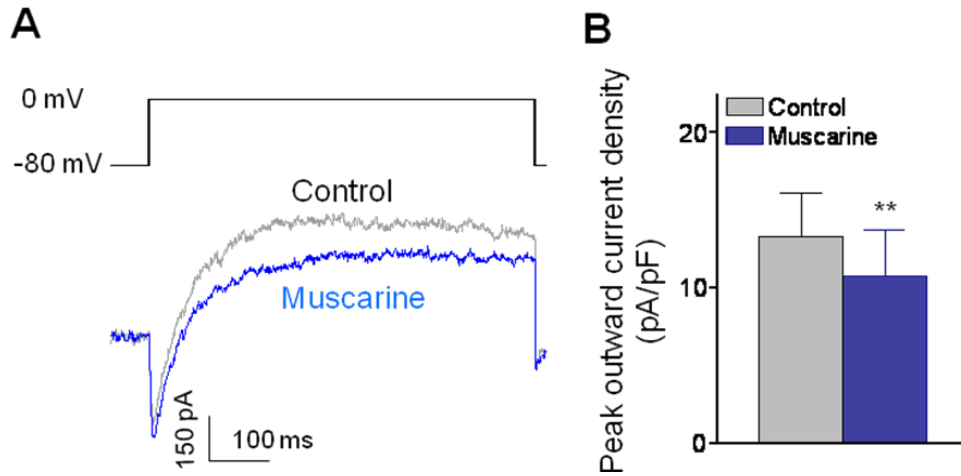 A
0 mV
-80 mV
Control
Muscarine
150 pA
100 ms
B
Peak outward current density
(pA/pF)
Control
Muscarine
20
**
10
0